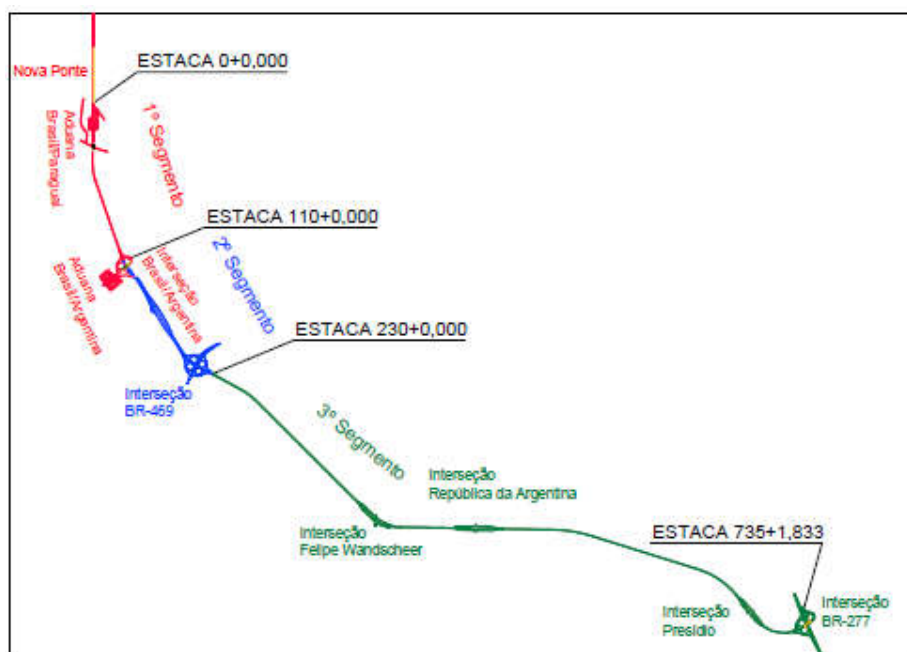 ESTACA 0+0,000
Nova Ponte
Aduana
Brasil/Paraguai
1º Segmento
ESTACA 110+0,000
2º Segmento
Interseção
Brasil/Argentina
Aduana
Brasil/Argentina
ESTACA 230+0,000
Interseção
BR-469
3º Segmento
Interseção
República da Argentina
Interseção
Felipe Wandscheer
ESTACA 735+1,833
Interseção
Presídio
Interseção
BR-277